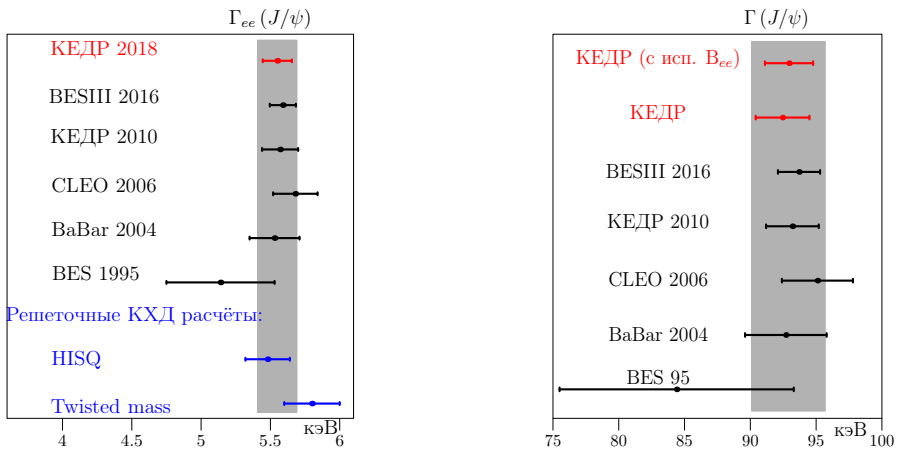 Γee (J/ψ)
КЕДР 2018
BESIII 2016
КЕДР 2010
CLEO 2006
BaBar 2004
BES 1995
Решеточные КХД расчёты:
HISQ
Twisted mass
кэВ
4 4.5 5 5.5 6
Γ (J/ψ)
КЕДР (с исп. Bee)
КЕДР
BESIII 2016
КЕДР 2010
CLEO 2006
BaBar 2004
BES 95
кэВ
75 80 85 90 95 100